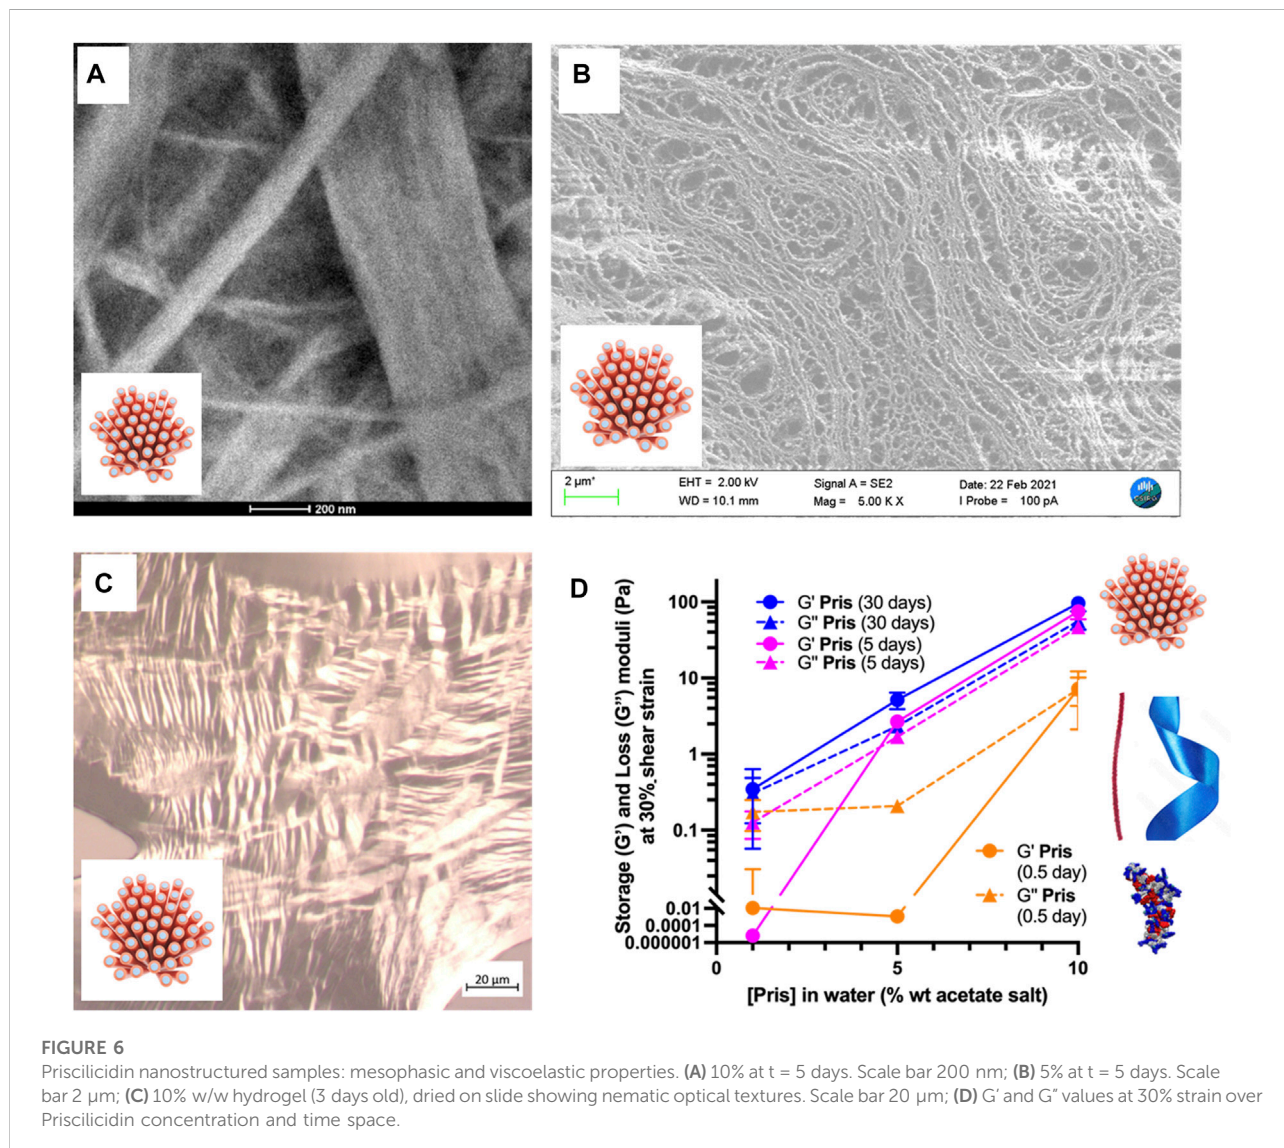 A
200 nm
B
2 µm*
EHT = 2.00 kV
WD = 10.1 mm
Signal A = SE2
Mag = 5.00 K X
Date: 22 Feb 2021
I Probe = 100 pA
C
20 µm
D
Storage (G') and Loss (G'') moduli (Pa)
at 30% shear strain
G' Pris (30 days)
G" Pris (30 days)
G' Pris (5 days)
G" Pris (5 days)
100
10
1
0.1
0.01
0.0001
0.000001
G' Pris
(0.5 day)
G" Pris
(0.5 day)
0
5
10
[Pris] in water (% wt acetate salt)
FIGURE 6
Priscilicidin nanostructured samples: mesophasic and viscoelastic properties. (A) 10% at t = 5 days. Scale bar 200 nm; (B) 5% at t = 5 days. Scale
bar 2 µm; (C) 10% w/w hydrogel (3 days old), dried on slide showing nematic optical textures. Scale bar 20 µm; (D) G′ and G″ values at 30% strain over
Priscilicidin concentration and time space.